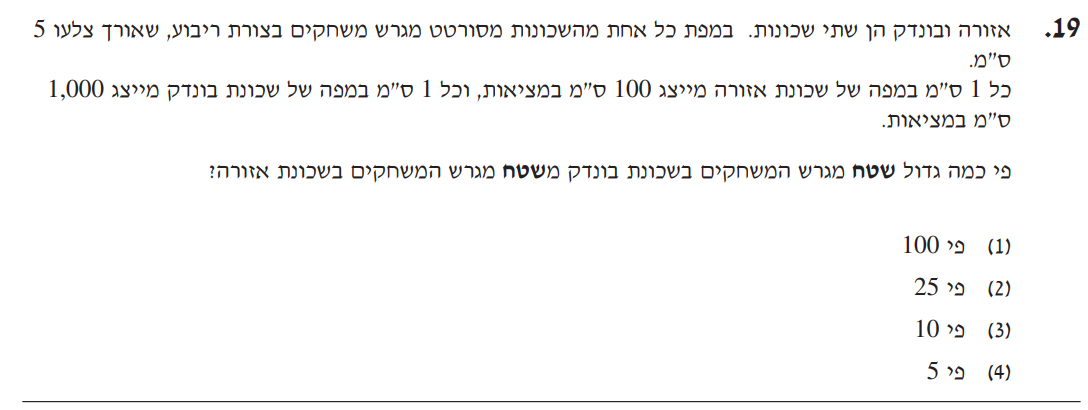 19. אזורה ובונדק הן שתי שכונות. במפת כל אחת מהשכונות מסורטט מגרש משחקים בצורת ריבוע, שאורך צלעו 5
ס"מ.
כל 1 ס"מ במפה של שכונת אזורה מייצג 100 ס"מ במציאות, וכל 1 ס"מ במפה של שכונת בונדק מייצג 1,000
ס"מ במציאות.
פי כמה גדול שטח מגרש המשחקים בשכונת בונדק משטח מגרש המשחקים בשכונת אזורה?
(1) פי 100
(2) פי 25
(3) פי 10
(4) פי 5